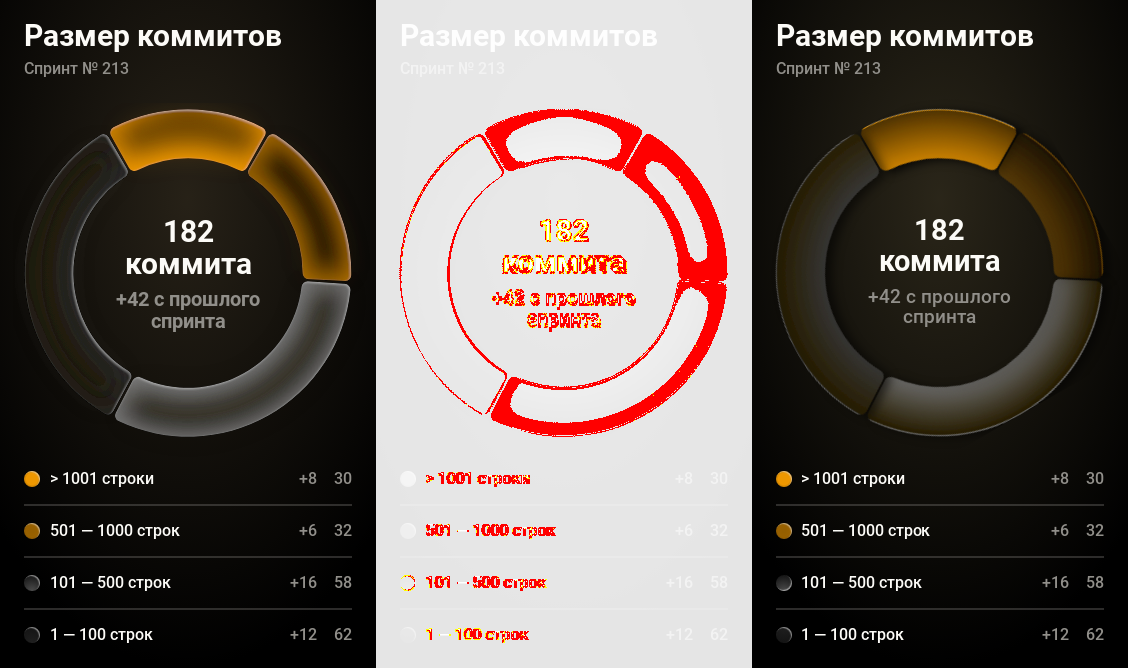 Размер коммитов
Спринт № 213
182
коммита
+42 с прошлого
спринта
> 1001 строки +8 30
501 — 1000 строк +6 32
101 — 500 строк +16 58
1 — 100 строк +12 62
Размер коммитов
Спринт № 213
182
коммита
+42 с прошлого
спринта
> 1001 строки +8 30
501 — 1000 строк +6 32
101 — 500 строк +16 58
1 — 100 строк +12 62
Размер коммитов
Спринт № 213
182
коммита
+42 с прошлого
спринта
> 1001 строки +8 30
501 — 1000 строк +6 32
101 — 500 строк +16 58
1 — 100 строк +12 62